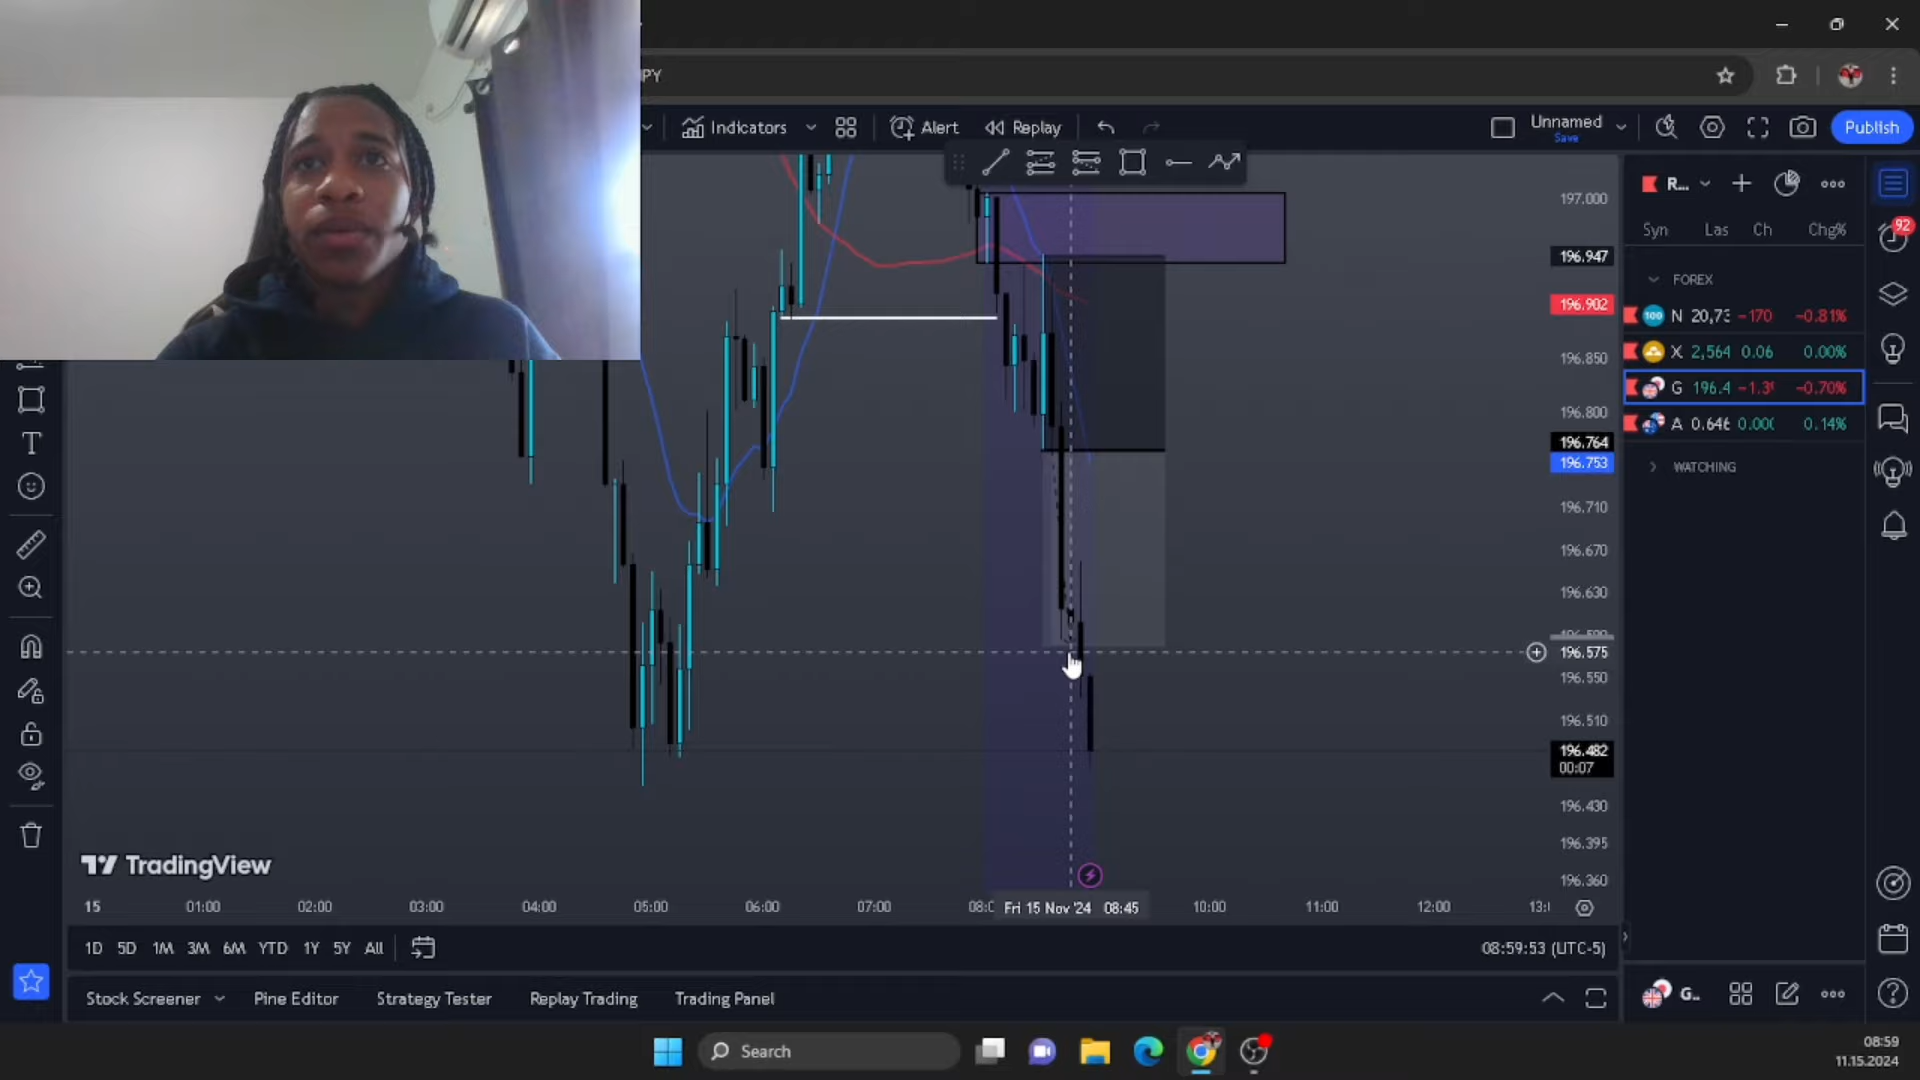 PY
Indicators
Alert
Replay
Unnamed
Save
Publish
R...
Syn Las Ch Chg%
FOREX
100 N 20,73 −170 −0.81%
X 2,564 0.06 0.00%
G 196.4 −1.3 −0.70%
A 0.646 0.000 0.14%
WATCHING
92
197.000
196.947
196.902
196.850
196.800
196.764
196.753
196.710
196.670
196.630
196.575
196.550
196.510
196.482
00:07
196.430
196.395
196.360
TradingView
15 01:00 02:00 03:00 04:00 05:00 06:00 07:00 08:0 Fri 15 Nov '24 08:45 10:00 11:00 12:00 13:
1D 5D 1M 3M 6M YTD 1Y 5Y All
08:59:53 (UTC-5)
Stock Screener Pine Editor Strategy Tester Replay Trading Trading Panel
G..
Search
08:59
11.15.2024